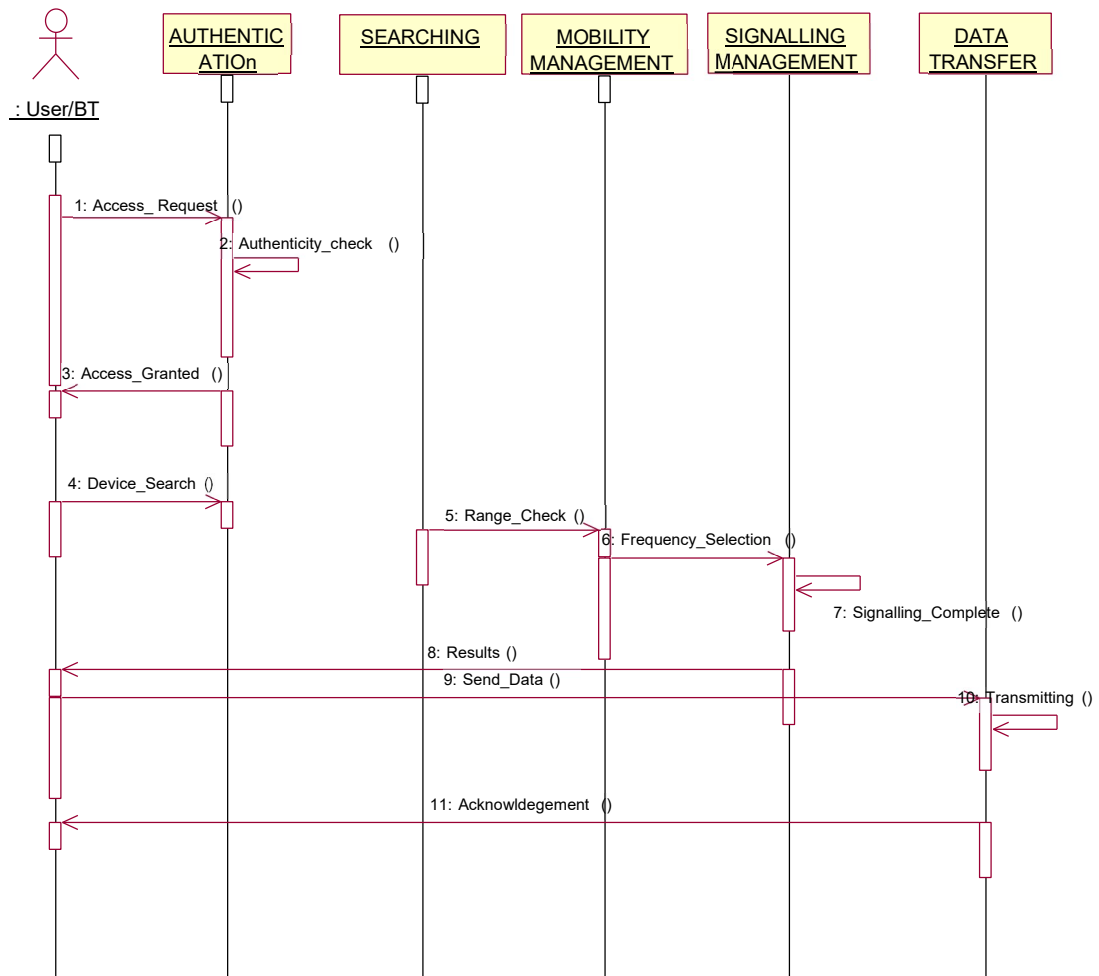 AUTHENTIC
ATIOn
SEARCHING
MOBILITY
MANAGEMENT
SIGNALLING
MANAGEMENT
DATA
TRANSFER
: User/BT
1: Access_ Request ()
2: Authenticity_check ()
3: Access_Granted ()
4: Device_Search ()
5: Range_Check ()
6: Frequency_Selection ()
7: Signalling_Complete ()
8: Results ()
9: Send_Data ()
10: Transmitting ()
11: Acknowldegement ()